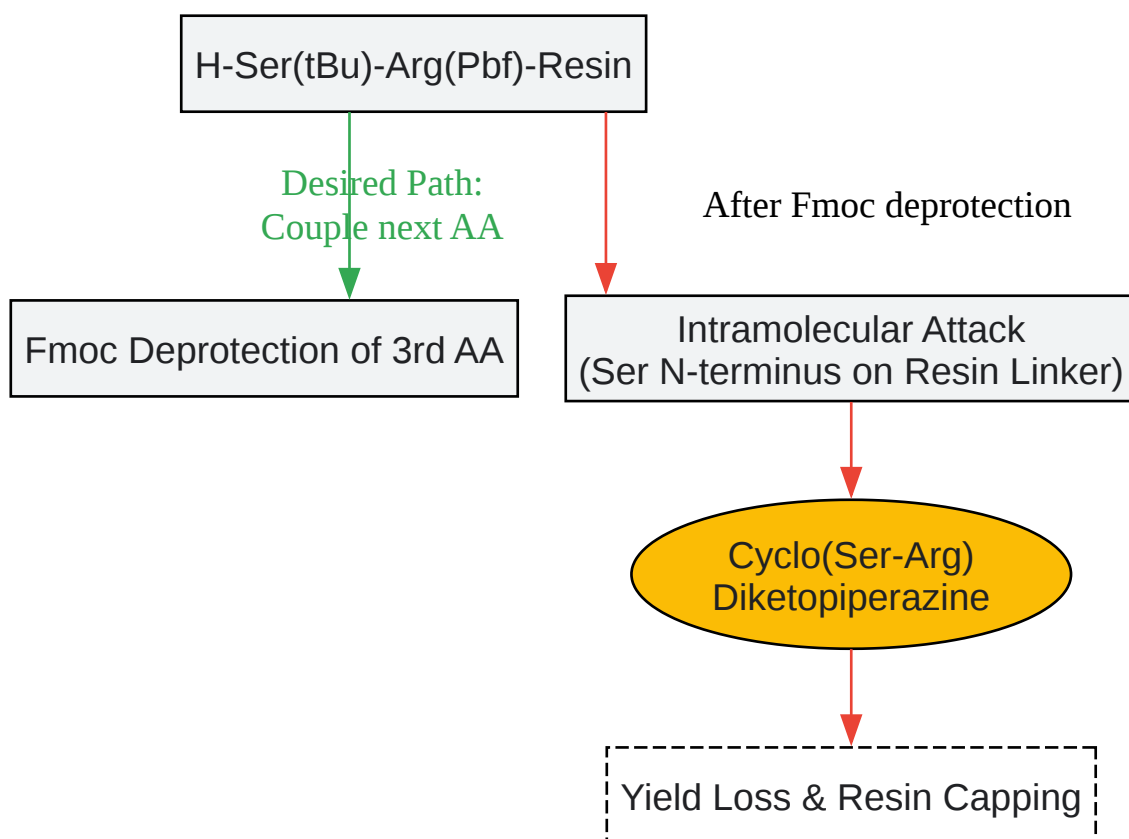 H-Ser(tBu)-Arg(Pbf)-Resin
Desired Path:
Couple next AA
After Fmoc deprotection
Fmoc Deprotection of 3rd AA
Intramolecular Attack
(Ser N-terminus on Resin Linker)
Cyclo(Ser-Arg)
Diketopiperazine
Yield Loss & Resin Capping